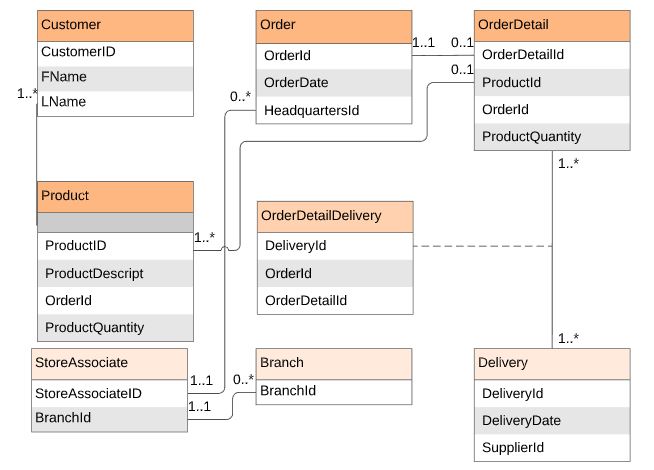 Customer
CustomerID
FName
LName
1..*
Order
OrderId
OrderDate
HeadquartersId
1..1
0..1
0..1
0..*
OrderDetail
OrderDetailId
ProductId
OrderId
ProductQuantity
1..*
Product
ProductID
ProductDescript
OrderId
ProductQuantity
1..*
OrderDetailDelivery
DeliveryId
OrderId
OrderDetailId
1..*
StoreAssociate
StoreAssociateID
BranchId
1..1
1..1
0..*
Branch
BranchId
Delivery
DeliveryId
DeliveryDate
SupplierId